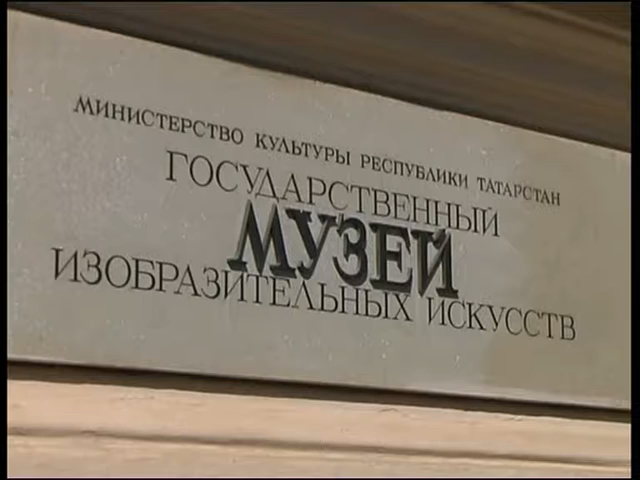 МИНИСТЕРСТВО КУЛЬТУРЫ РЕСПУБЛИКИ ТАТАРСТАН
ГОСУДАРСТВЕННЫЙ
МУЗЕЙ
ИЗОБРАЗИТЕЛЬНЫХ ИСКУССТВ